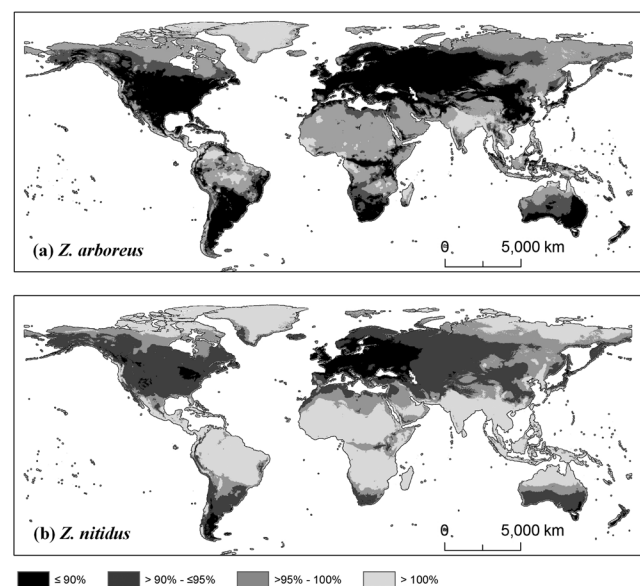 (a) Z. arboreus
0 5,000 km
(b) Z. nitidus
0 5,000 km
≤ 90% > 90% - ≤95% >95% - 100% > 100%